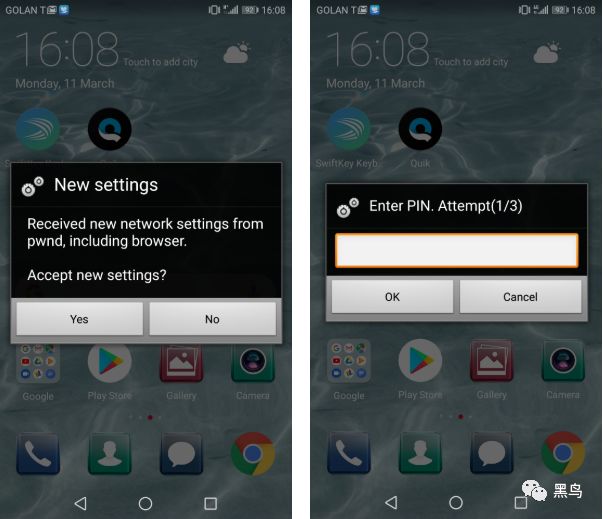 GOLAN T
92
16:08
16:08
Touch to add city
Monday, 11 March
New settings
Received new network settings from
pwnd, including browser.
Accept new settings?
Yes
No
Google
Play Store
Gallery
Camera
GOLAN T
92
16:08
16:08
Touch to add city
Monday, 11 March
SwiftKey Keyb..
Quik
Enter PIN. Attempt(1/3)
OK
Cancel
Google
Play Store
Gallery
Camera
黑鸟